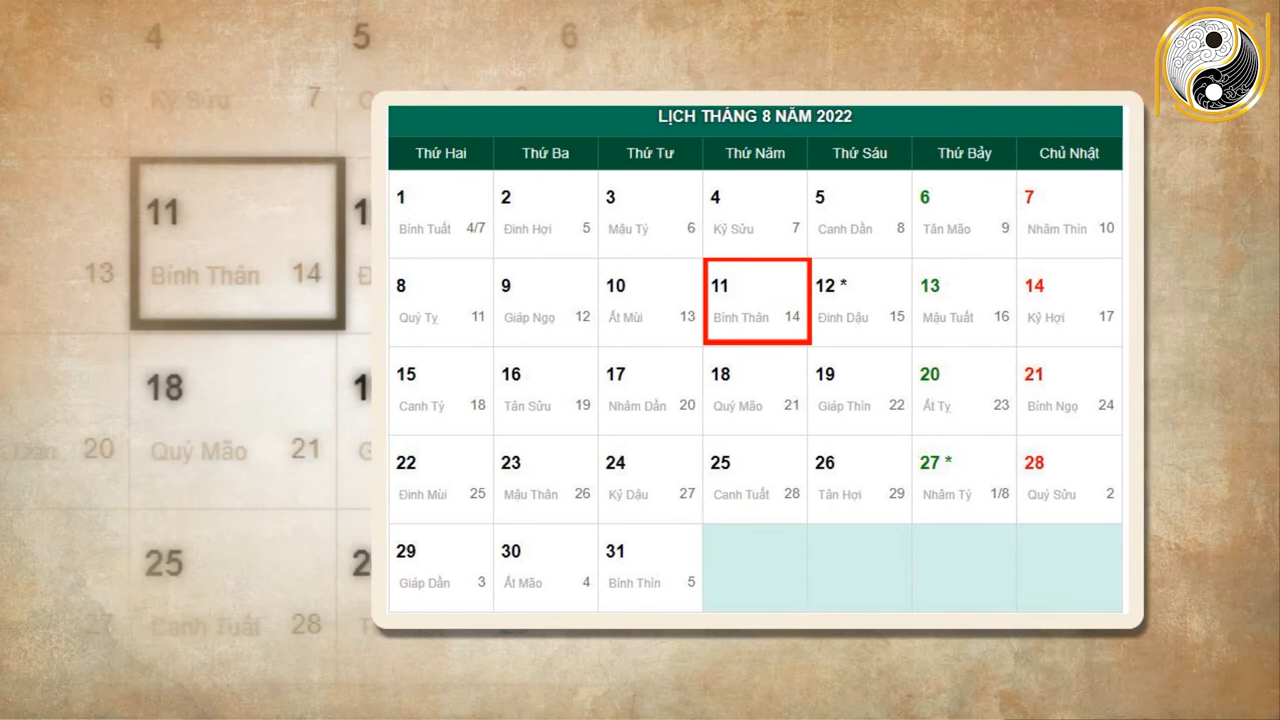 4 5 6
6 Kỷ Sửu 7
11
13 Bính Thân 14
18
20 Quý Mão 21
25
27 Canh Tuất 28
LỊCH THÁNG 8 NĂM 2022
Thứ Hai Thứ Ba Thứ Tư Thứ Năm Thứ Sáu Thứ Bảy Chủ Nhật
1 2 3 4 5 6 7
Bính Tuất 4/7 Đinh Hợi 5 Mậu Tý 6 Kỷ Sửu 7 Canh Dần 8 Tân Mão 9 Nhâm Thìn 10
8 9 10 11 12 * 13 14
Quý Tỵ 11 Giáp Ngọ 12 Ất Mùi 13 Bính Thân 14 Đinh Dậu 15 Mậu Tuất 16 Kỷ Hợi 17
15 16 17 18 19 20 21
Canh Tý 18 Tân Sửu 19 Nhâm Dần 20 Quý Mão 21 Giáp Thìn 22 Ất Tỵ 23 Bính Ngọ 24
22 23 24 25 26 27 * 28
Đinh Mùi 25 Mậu Thân 26 Kỷ Dậu 27 Canh Tuất 28 Tân Hợi 29 Nhâm Tý 1/8 Quý Sửu 2
29 30 31
Giáp Dần 3 Ất Mão 4 Bính Thìn 5